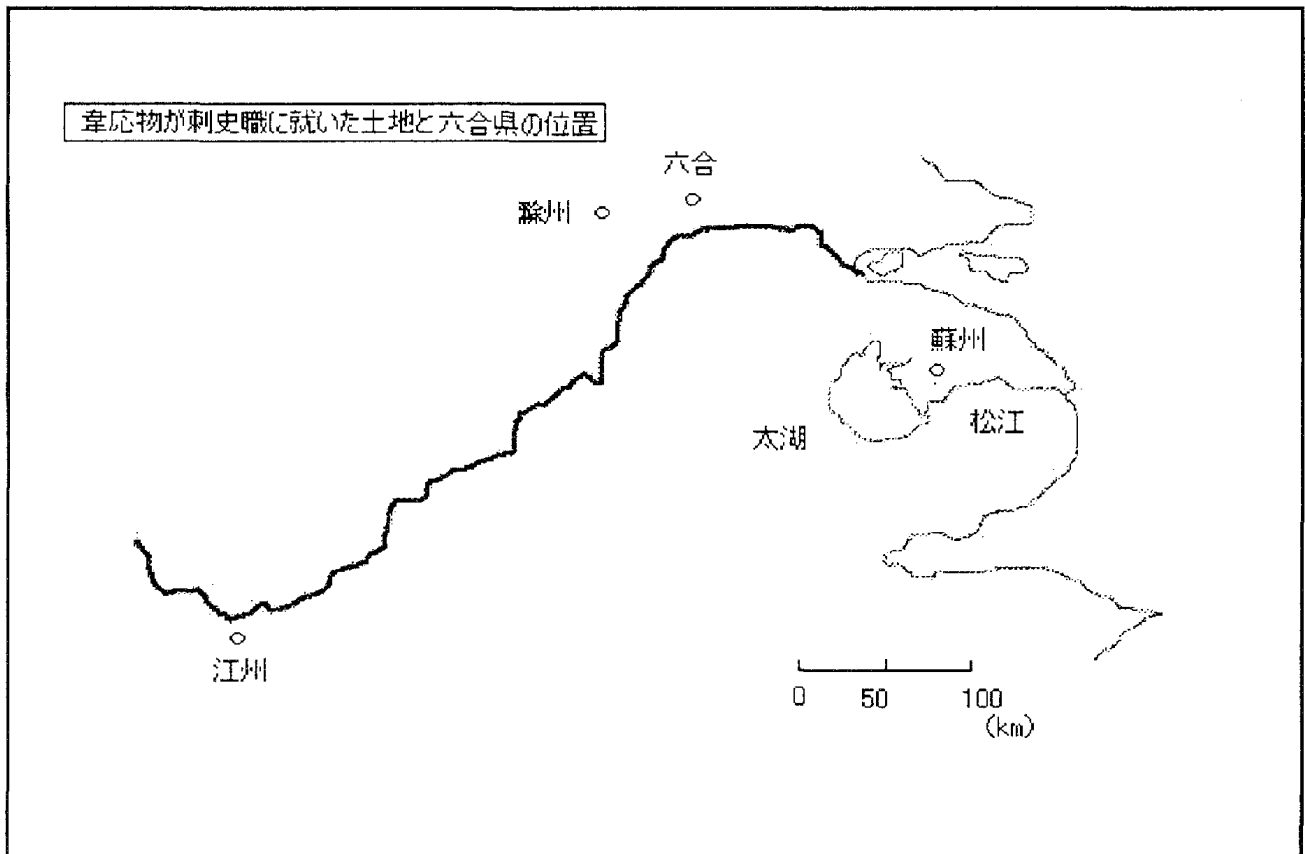 韋応物が刺史職に就いた土地と六合県の位置
六合
滁州
蘇州
松江
太湖
江州
0 50 100
(km)